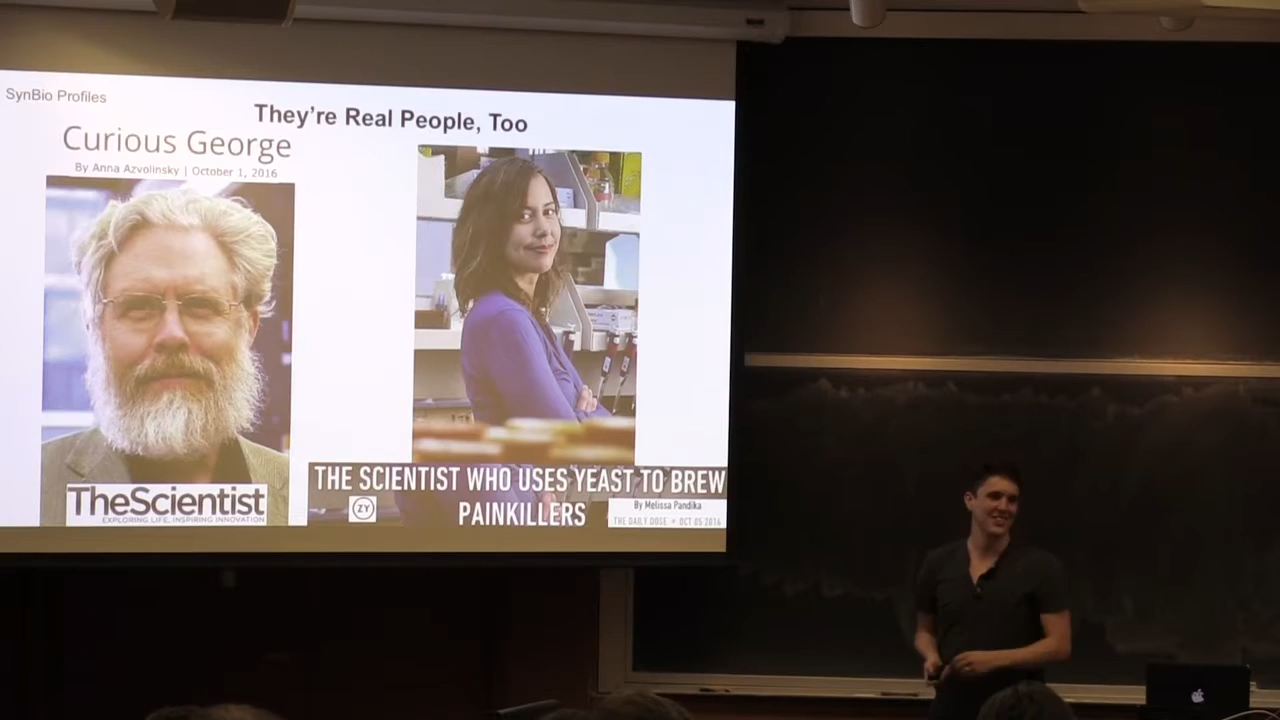 SynBio Profiles
They're Real People, Too
Curious George
By Anna Azvolinsky | October 1, 2016
TheScientist
EXPLORING LIFE, INSPIRING INNOVATION
THE SCIENTIST WHO USES YEAST TO BREW
PAINKILLERS
OZY
By Melissa Pandika
THE DAILY DOSE • OCT 05 2016